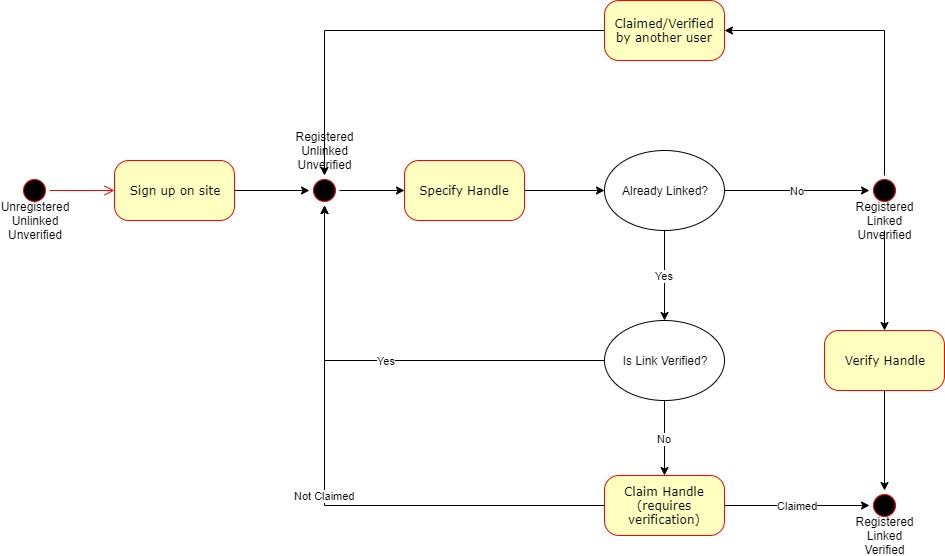 Claimed/Verified
by another user
Registered
Unlinked
Unverified
Unregistered
Unlinked
Unverified
Sign up on site
Specify Handle
Already Linked?
No
Registered
Linked
Unverified
Yes
Is Link Verified?
Yes
Verify Handle
No
Not Claimed
Claim Handle
(requires
verification)
Claimed
Registered
Linked
Verified